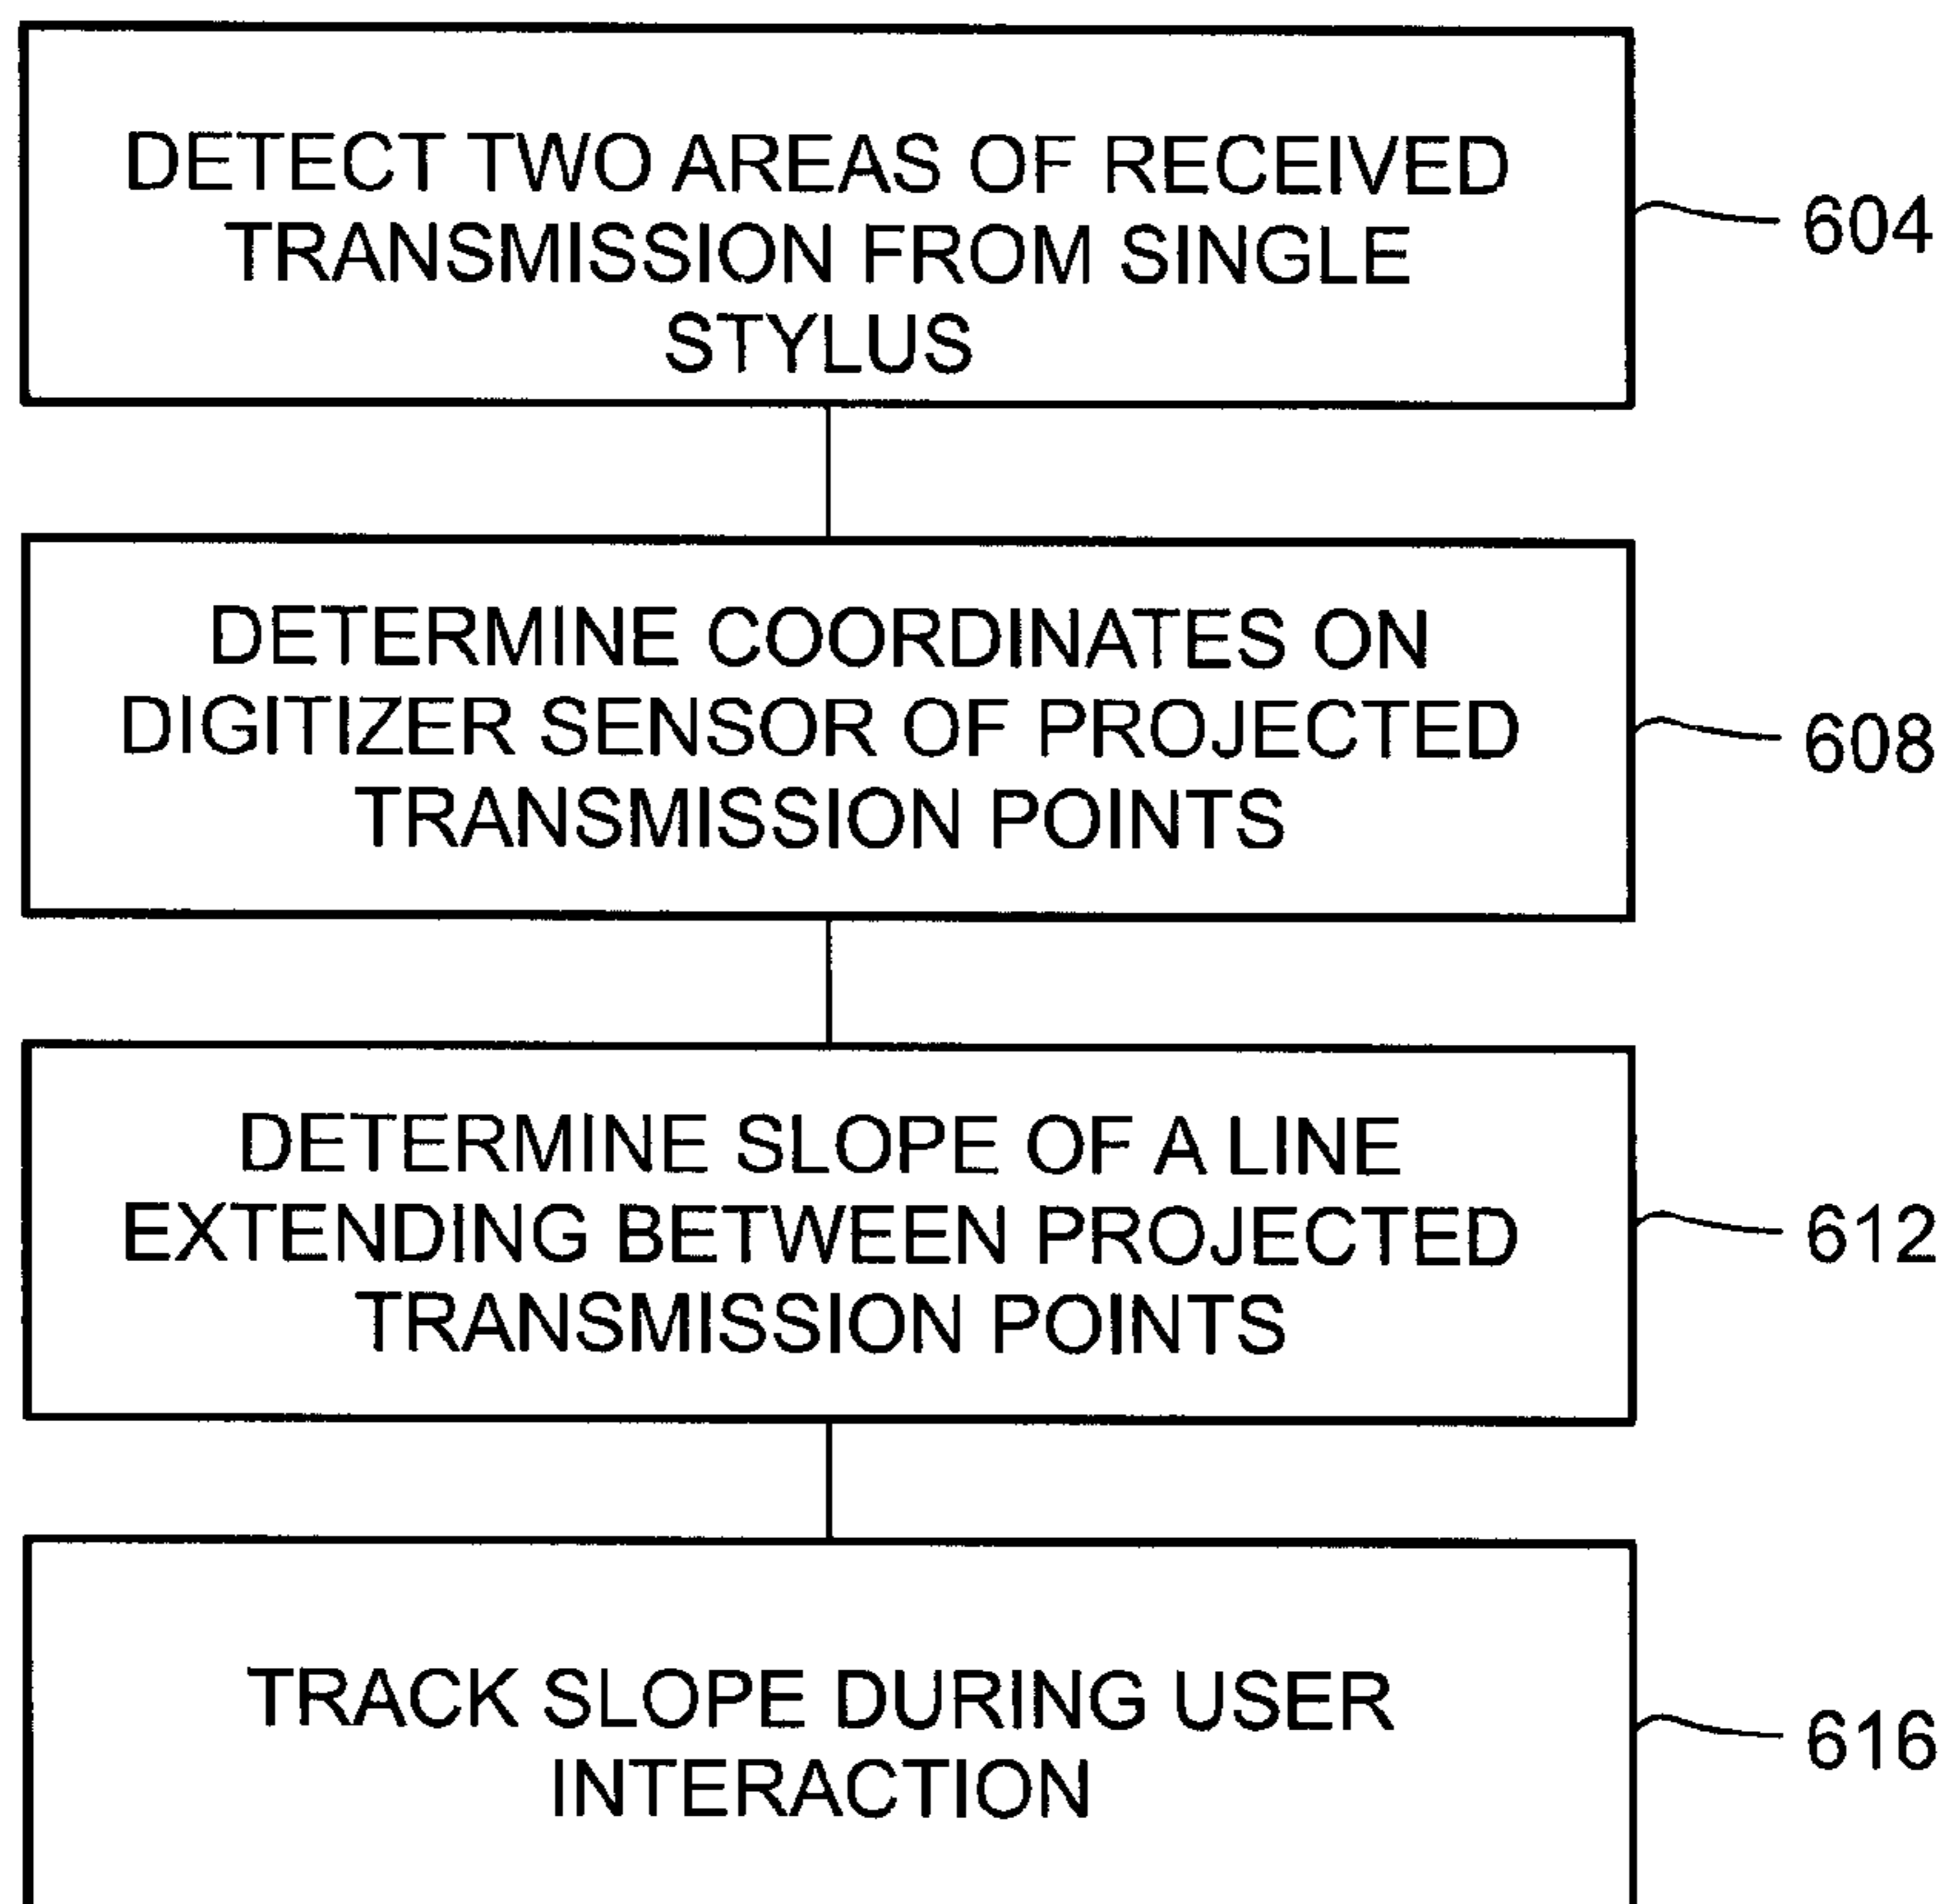 DETECT TWO AREAS OF RECEIVED
TRANSMISSION FROM SINGLE
STYLUS
604
DETERMINE COORDINATES ON
DIGITIZER SENSOR OF PROJECTED
TRANSMISSION POINTS
608
DETERMINE SLOPE OF A LINE
EXTENDING BETWEEN PROJECTED
TRANSMISSION POINTS
612
TRACK SLOPE DURING USER
INTERACTION
616